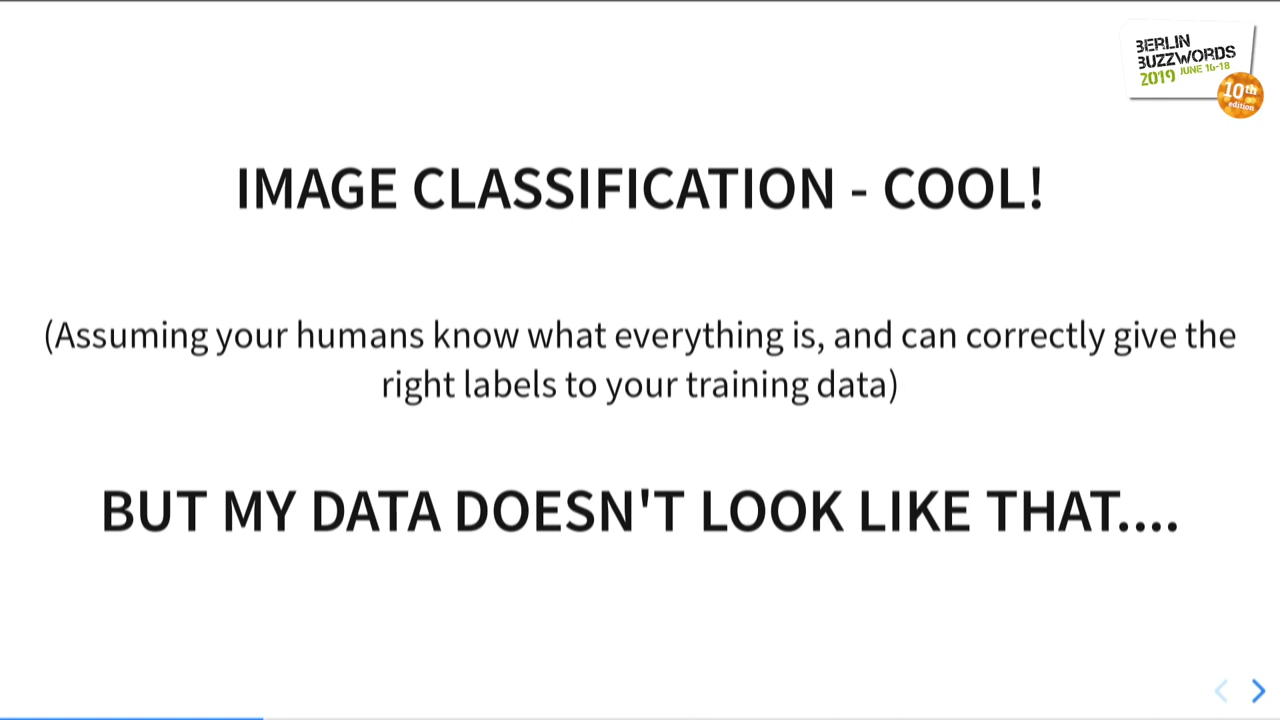 BERLIN
BUZZWORDS
2019 JUNE 16-18
10th
edition
IMAGE CLASSIFICATION - COOL!
(Assuming your humans know what everything is, and can correctly give the
right labels to your training data)
BUT MY DATA DOESN'T LOOK LIKE THAT....